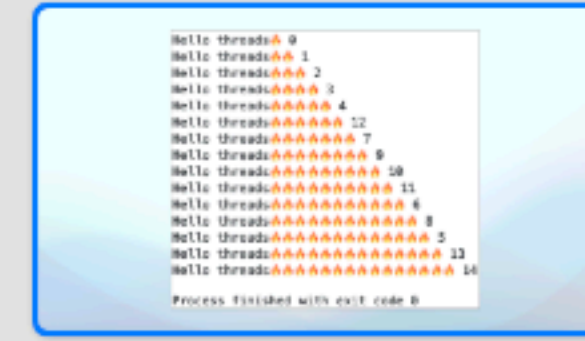 Hello threads🔥 0
Hello threads🔥🔥 1
Hello threads🔥🔥🔥 2
Hello threads🔥🔥🔥🔥 3
Hello threads🔥🔥🔥🔥🔥 4
Hello threads🔥🔥🔥🔥🔥🔥 12
Hello threads🔥🔥🔥🔥🔥🔥🔥 7
Hello threads🔥🔥🔥🔥🔥🔥🔥🔥 9
Hello threads🔥🔥🔥🔥🔥🔥🔥🔥🔥 10
Hello threads🔥🔥🔥🔥🔥🔥🔥🔥🔥🔥 11
Hello threads🔥🔥🔥🔥🔥🔥🔥🔥🔥🔥🔥 6
Hello threads🔥🔥🔥🔥🔥🔥🔥🔥🔥🔥🔥🔥 8
Hello threads🔥🔥🔥🔥🔥🔥🔥🔥🔥🔥🔥🔥🔥 5
Hello threads🔥🔥🔥🔥🔥🔥🔥🔥🔥🔥🔥🔥🔥🔥 13
Hello threads🔥🔥🔥🔥🔥🔥🔥🔥🔥🔥🔥🔥🔥🔥🔥 14
Process finished with exit code 0